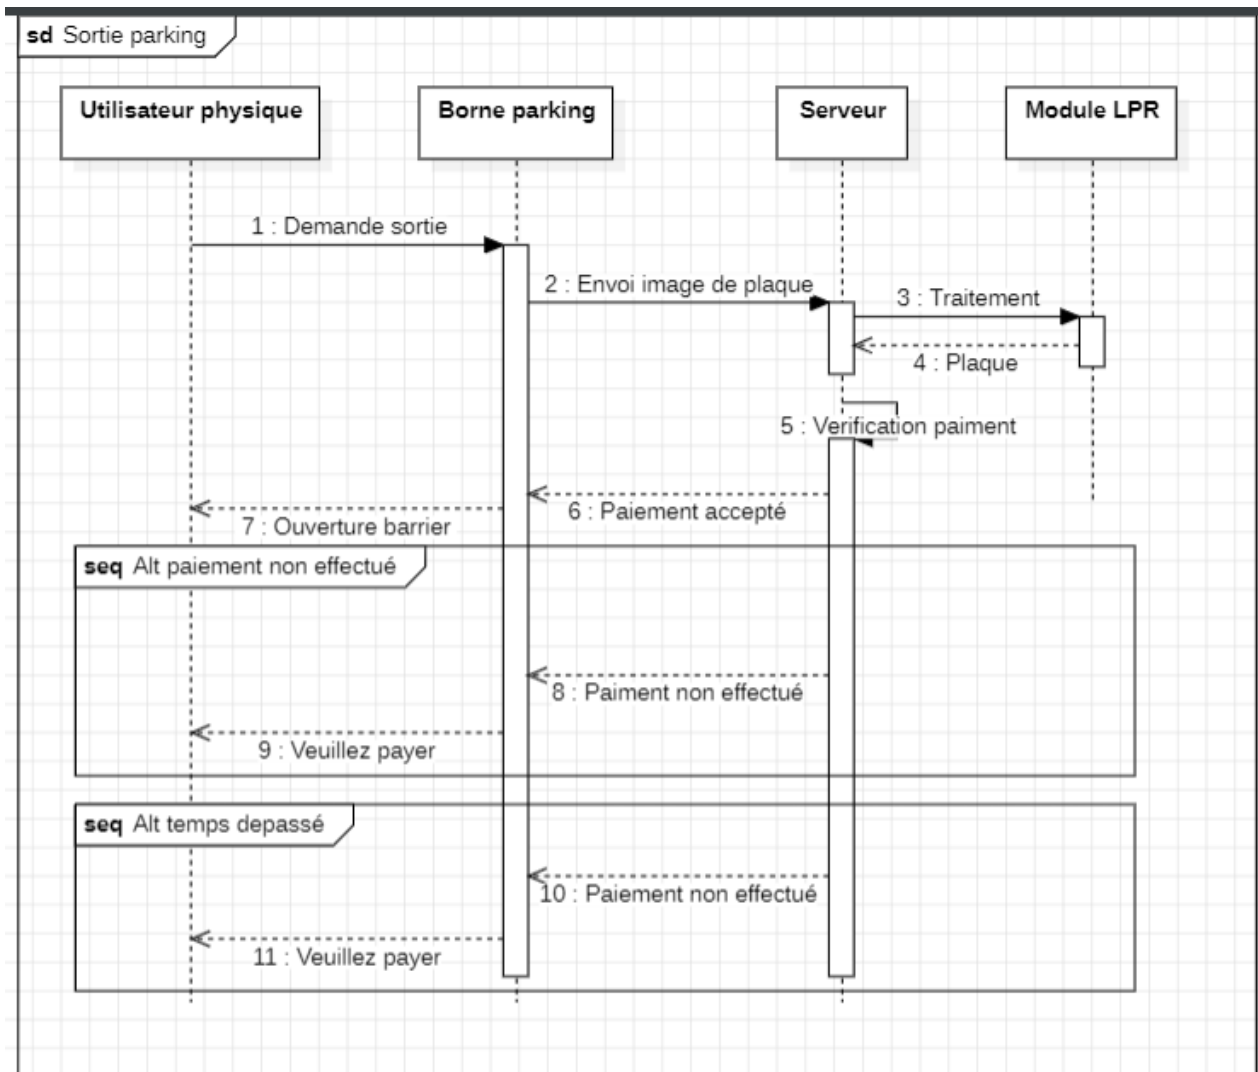 sd Sortie parking
Utilisateur physique
Borne parking
Serveur
Module LPR
1 : Demande sortie
2 : Envoi image de plaque
3 : Traitement
4 : Plaque
5 : Verification paiment
6 : Paiement accepté
7 : Ouverture barrier
seq Alt paiement non effectué
8 : Paiment non effectué
9 : Veuillez payer
seq Alt temps depassé
10 : Paiement non effectué
11 : Veuillez payer